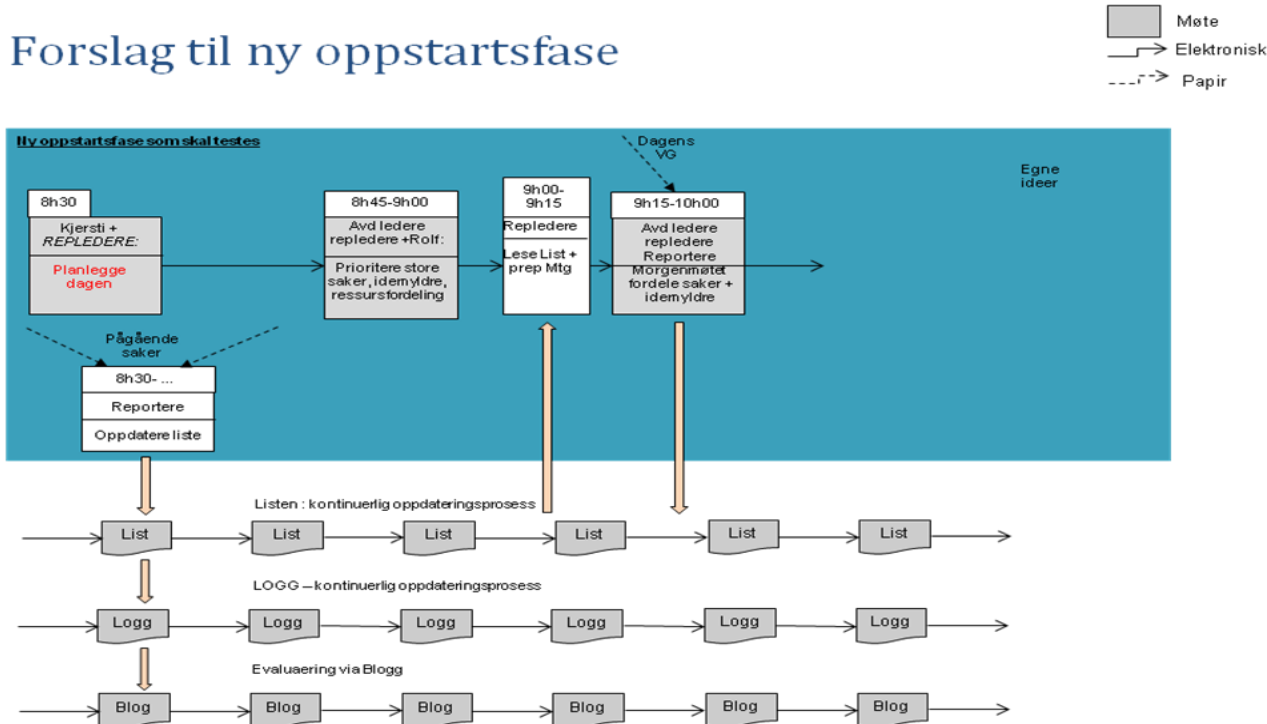 Forslag til ny oppstartsfase
Møte
Elektronisk
Papir
Ny oppstartsfase som skal testes
Dagens
VG
Egne
ideer
8h30
Kjersti +
REPLEDERE:
Planlegge
dagen
8h45-9h00
Avd ledere
repledere +Rolf:
Prioritere store
saker, idemyldre,
ressursfordeling
9h00-
9h15
Repledere
Lese List +
prep Mtg
9h15-10h00
Avd ledere
repledere
Reportere
Morgenmøtet
fordele saker +
idemyldre
Pågående
saker
8h30- ...
Reportere
Oppdatere liste
Listen : kontinuerlig oppdateringsprosess
List
List
List
List
List
List
LOGG – kontinuerlig oppdateringsprosess
Logg
Logg
Logg
Logg
Logg
Logg
Evaluaering via Blogg
Blog
Blog
Blog
Blog
Blog
Blog